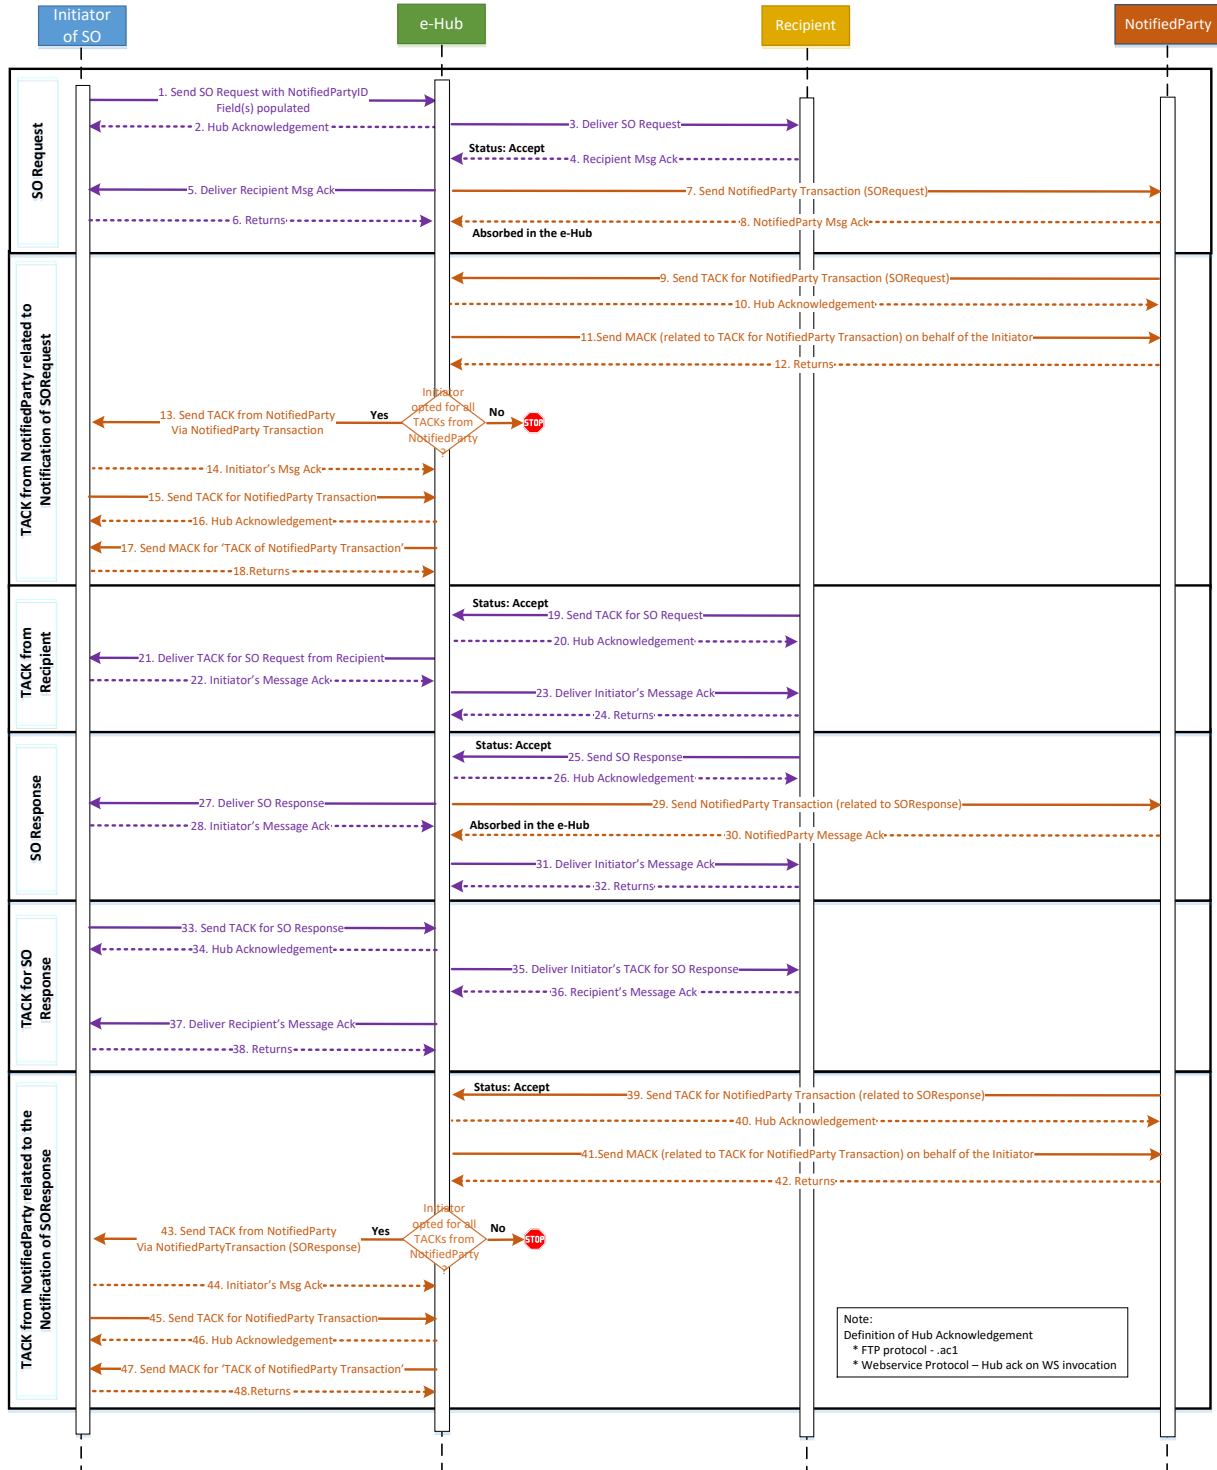 Initiator
of SO
e-Hub
Recipient
NotifiedParty
SO Request
1. Send SO Request with NotifiedPartyID
Field(s) populated
2. Hub Acknowledgement
3. Deliver SO Request
Status: Accept
4. Recipient Msg Ack
5. Deliver Recipient Msg Ack
7. Send NotifiedParty Transaction (SORequest)
6. Returns
8. NotifiedParty Msg Ack
Absorbed in the e-Hub
TACK from NotifiedParty related to
Notification of SORequest
9. Send TACK for NotifiedParty Transaction (SORequest)
10. Hub Acknowledgement
11.Send MACK (related to TACK for NotifiedParty Transaction) on behalf of the Initiator
12. Returns
Initiator
opted for all
TACKs from
NotifiedParty
?
13. Send TACK from NotifiedParty
Via NotifiedParty Transaction
Yes
No
STOP
14. Initiator's Msg Ack
15. Send TACK for NotifiedParty Transaction
16. Hub Acknowledgement
17. Send MACK for ‘TACK of NotifiedParty Transaction’
18.Returns
TACK from
Recipient
Status: Accept
19. Send TACK for SO Request
20. Hub Acknowledgement
21. Deliver TACK for SO Request from Recipient
22. Initiator's Message Ack
23. Deliver Initiator's Message Ack
24. Returns
SO Response
Status: Accept
25. Send SO Response
26. Hub Acknowledgement
27. Deliver SO Response
29. Send NotifiedParty Transaction (related to SOResponse)
28. Initiator's Message Ack
Absorbed in the e-Hub
30. NotifiedParty Message Ack
31. Deliver Initiator's Message Ack
32. Returns
TACK for SO
Response
33. Send TACK for SO Response
34. Hub Acknowledgement
35. Deliver Initiator's TACK for SO Response
36. Recipient's Message Ack
37. Deliver Recipient's Message Ack
38. Returns
TACK from NotifiedParty related to the
Notification of SOResponse
Status: Accept
39. Send TACK for NotifiedParty Transaction (related to SOResponse)
40. Hub Acknowledgement
41.Send MACK (related to TACK for NotifiedParty Transaction) on behalf of the Initiator
42. Returns
Initiator
opted for all
TACKs from
NotifiedParty
?
43. Send TACK from NotifiedParty
Via NotifiedPartyTransaction (SOResponse)
Yes
No
STOP
44. Initiator's Msg Ack
45. Send TACK for NotifiedParty Transaction
46. Hub Acknowledgement
47. Send MACK for ‘TACK of NotifiedParty Transaction’
48.Returns
Note:
Definition of Hub Acknowledgement
* FTP protocol - .ac1
* Webservice Protocol – Hub ack on WS invocation